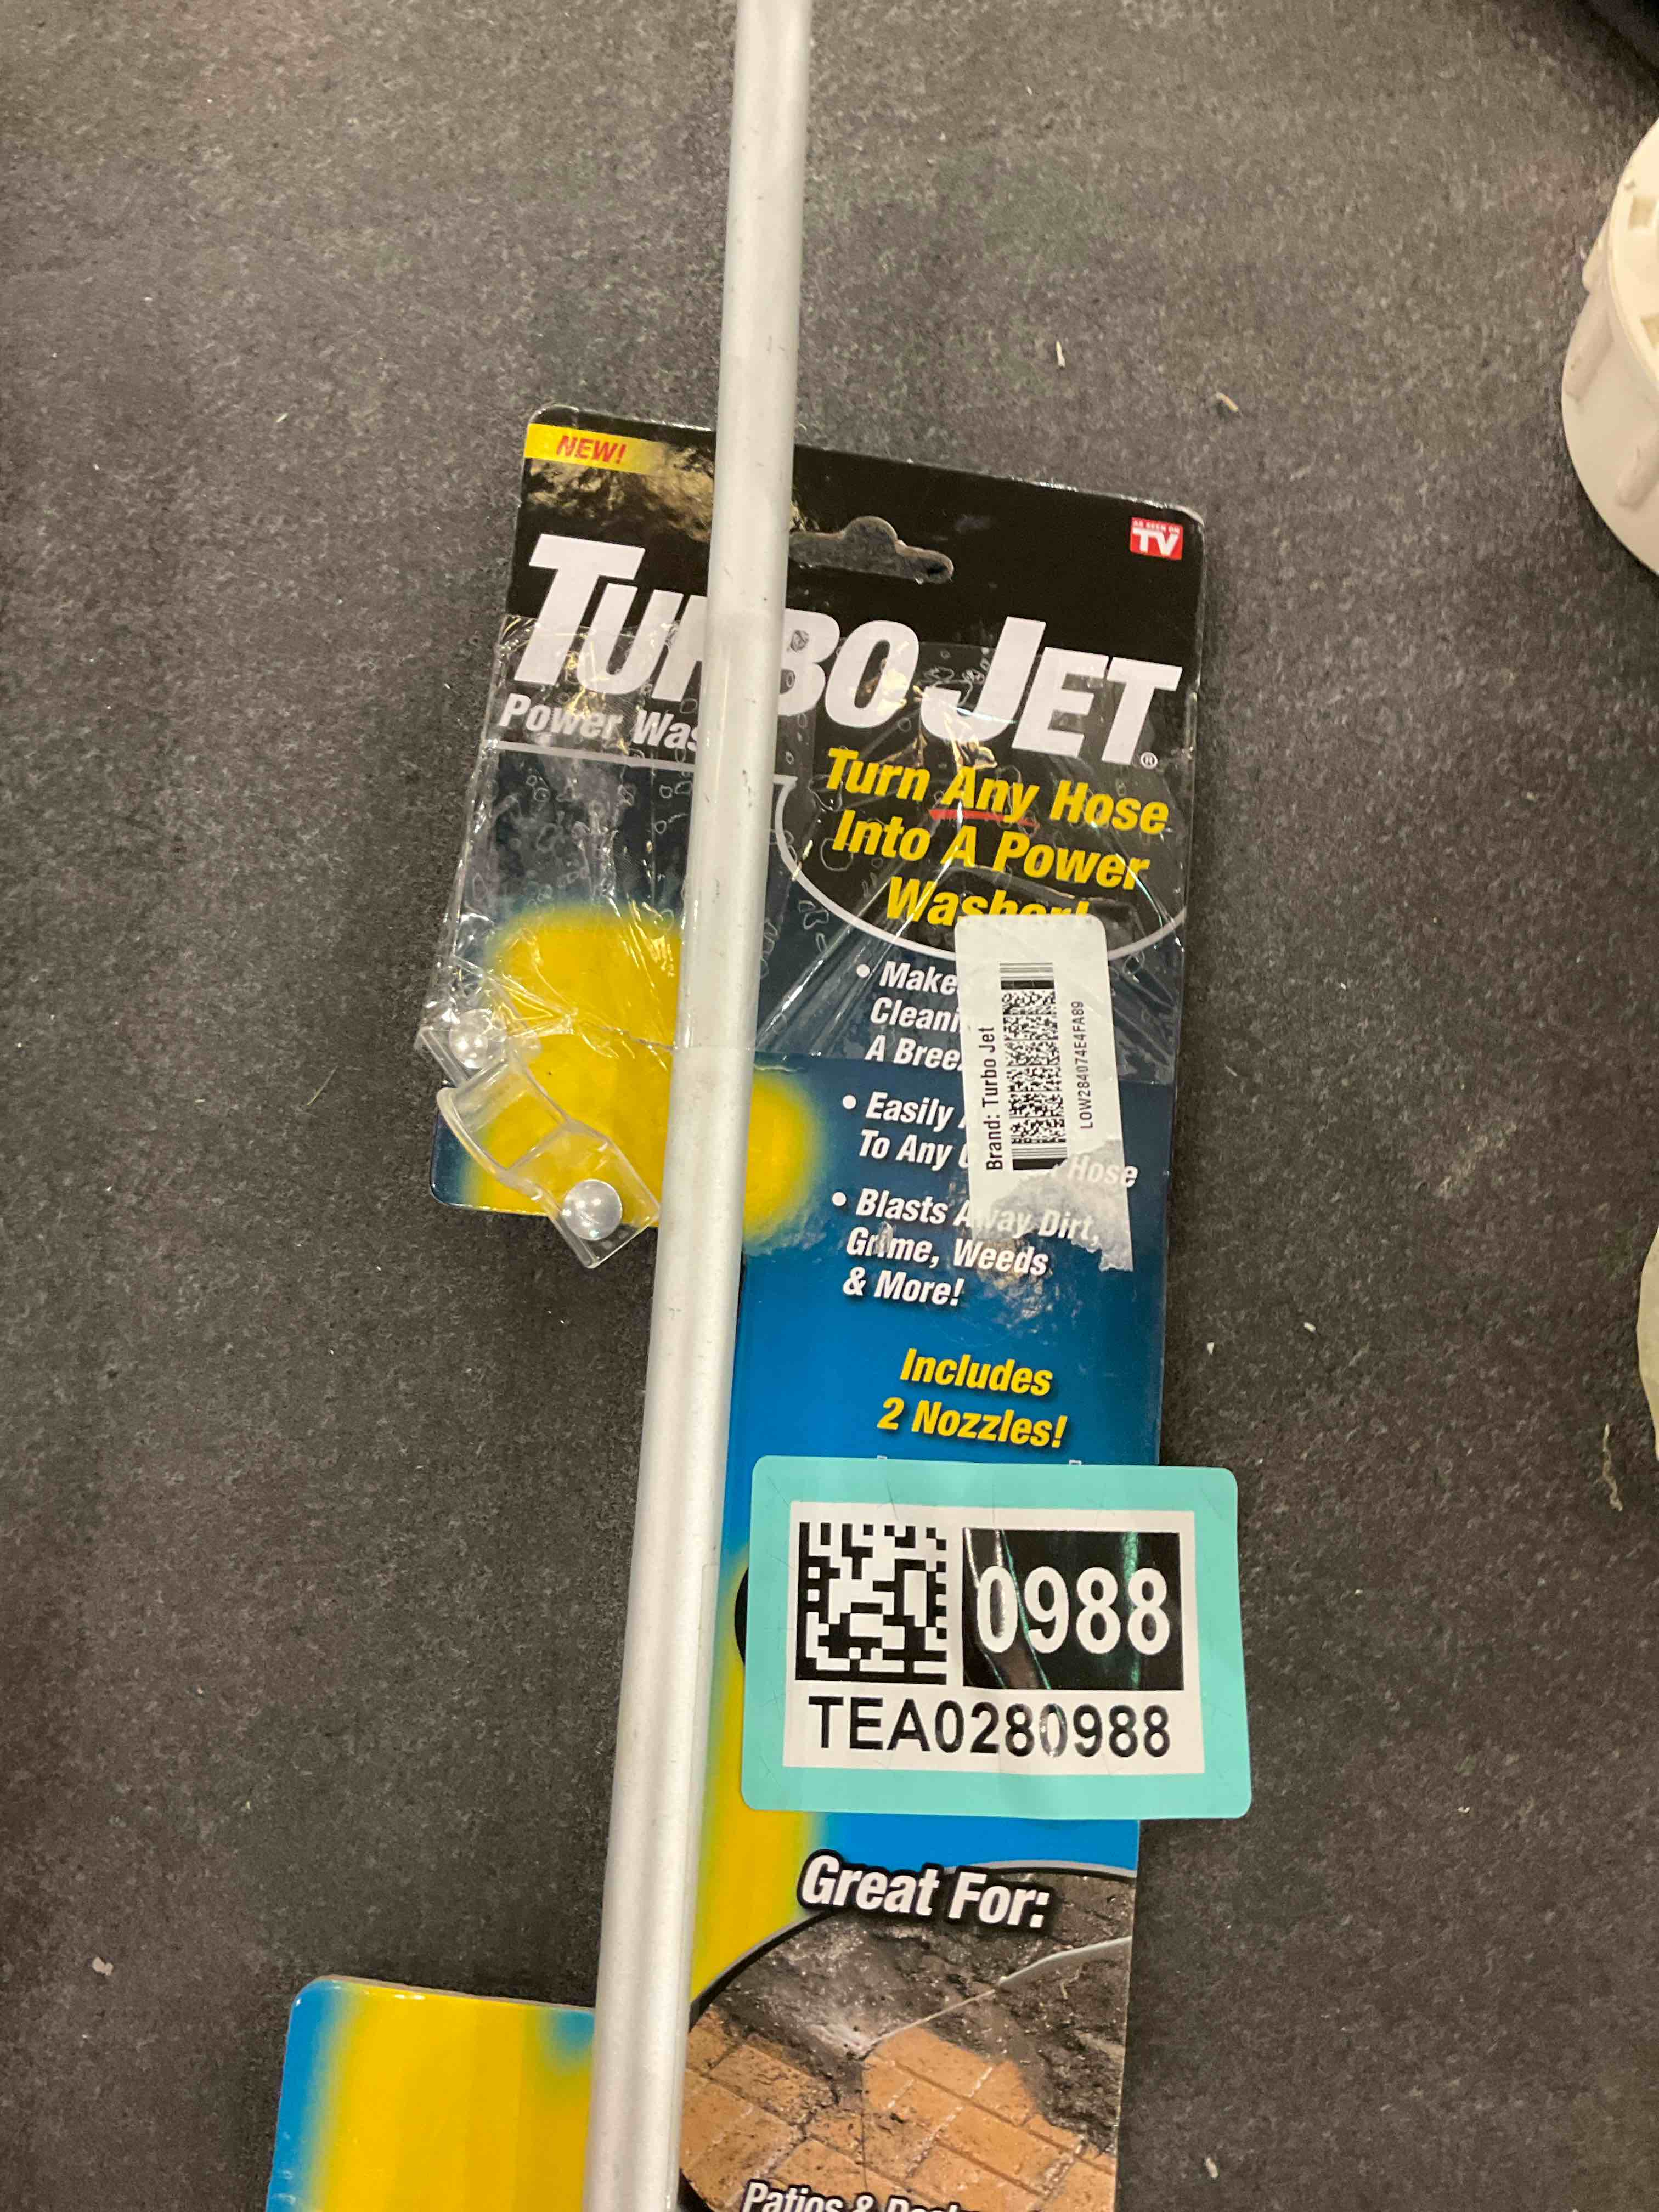 NEW!
AS SEEN ON
TV
TURBO JET®
Power Was
Turn Any Hose
Into A Power
Washer!
• Make
Cleani
A Bree
• Easily
To Any Hose
• Blasts Away Dirt,
Grime, Weeds
& More!
Brand: Turbo Jet
LOW284074E4FA89
Includes
2 Nozzles!
0988
TEA0280988
Great For:
Patios &